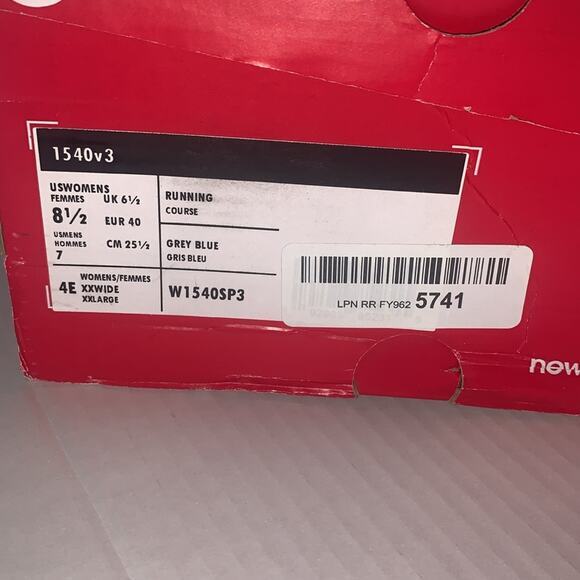 1540v3
USWOMENS
FEMMES
8½
UK 6½
EUR 40
USMENS
HOMMES
7
CM 25½
4E
WOMENS/FEMMES
XXWIDE
XXLARGE
RUNNING
COURSE
GREY BLUE
GRIS BLEU
W1540SP3
LPN RR FY962 5741
new